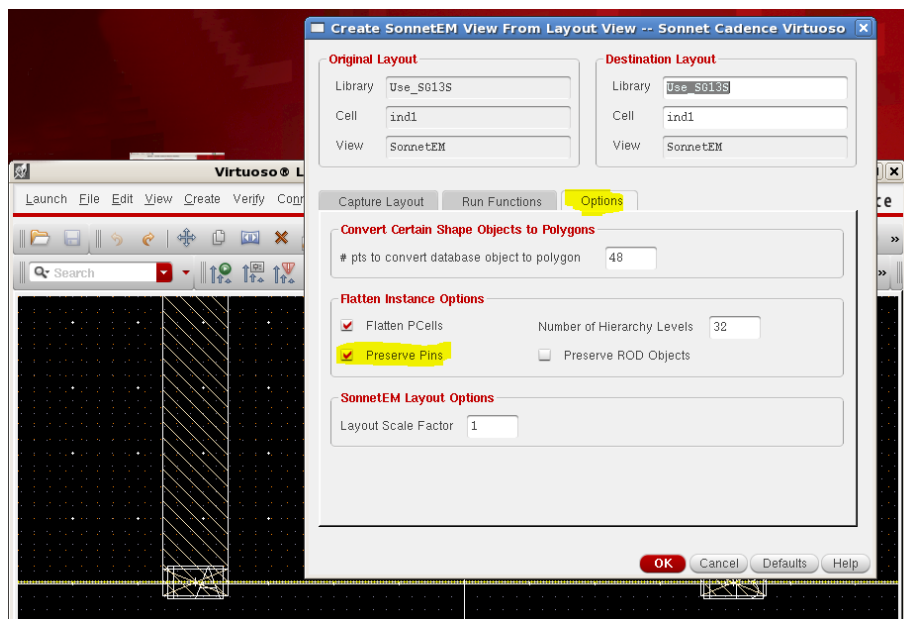 Create SonnetEM View From Layout View -- Sonnet Cadence Virtuoso
Original Layout
Destination Layout
Library Use_SG13S
Library Use_SG13S
Cell ind1
Cell ind1
View SonnetEM
View SonnetEM
Virtuoso® L
Launch File Edit View Create Verify Conn
ce
Capture Layout Run Functions Options
Convert Certain Shape Objects to Polygons
# pts to convert database object to polygon 48
Search
Flatten Instance Options
Flatten PCells Number of Hierarchy Levels 32
Preserve Pins Preserve ROD Objects
SonnetEM Layout Options
Layout Scale Factor 1
OK Cancel Defaults Help